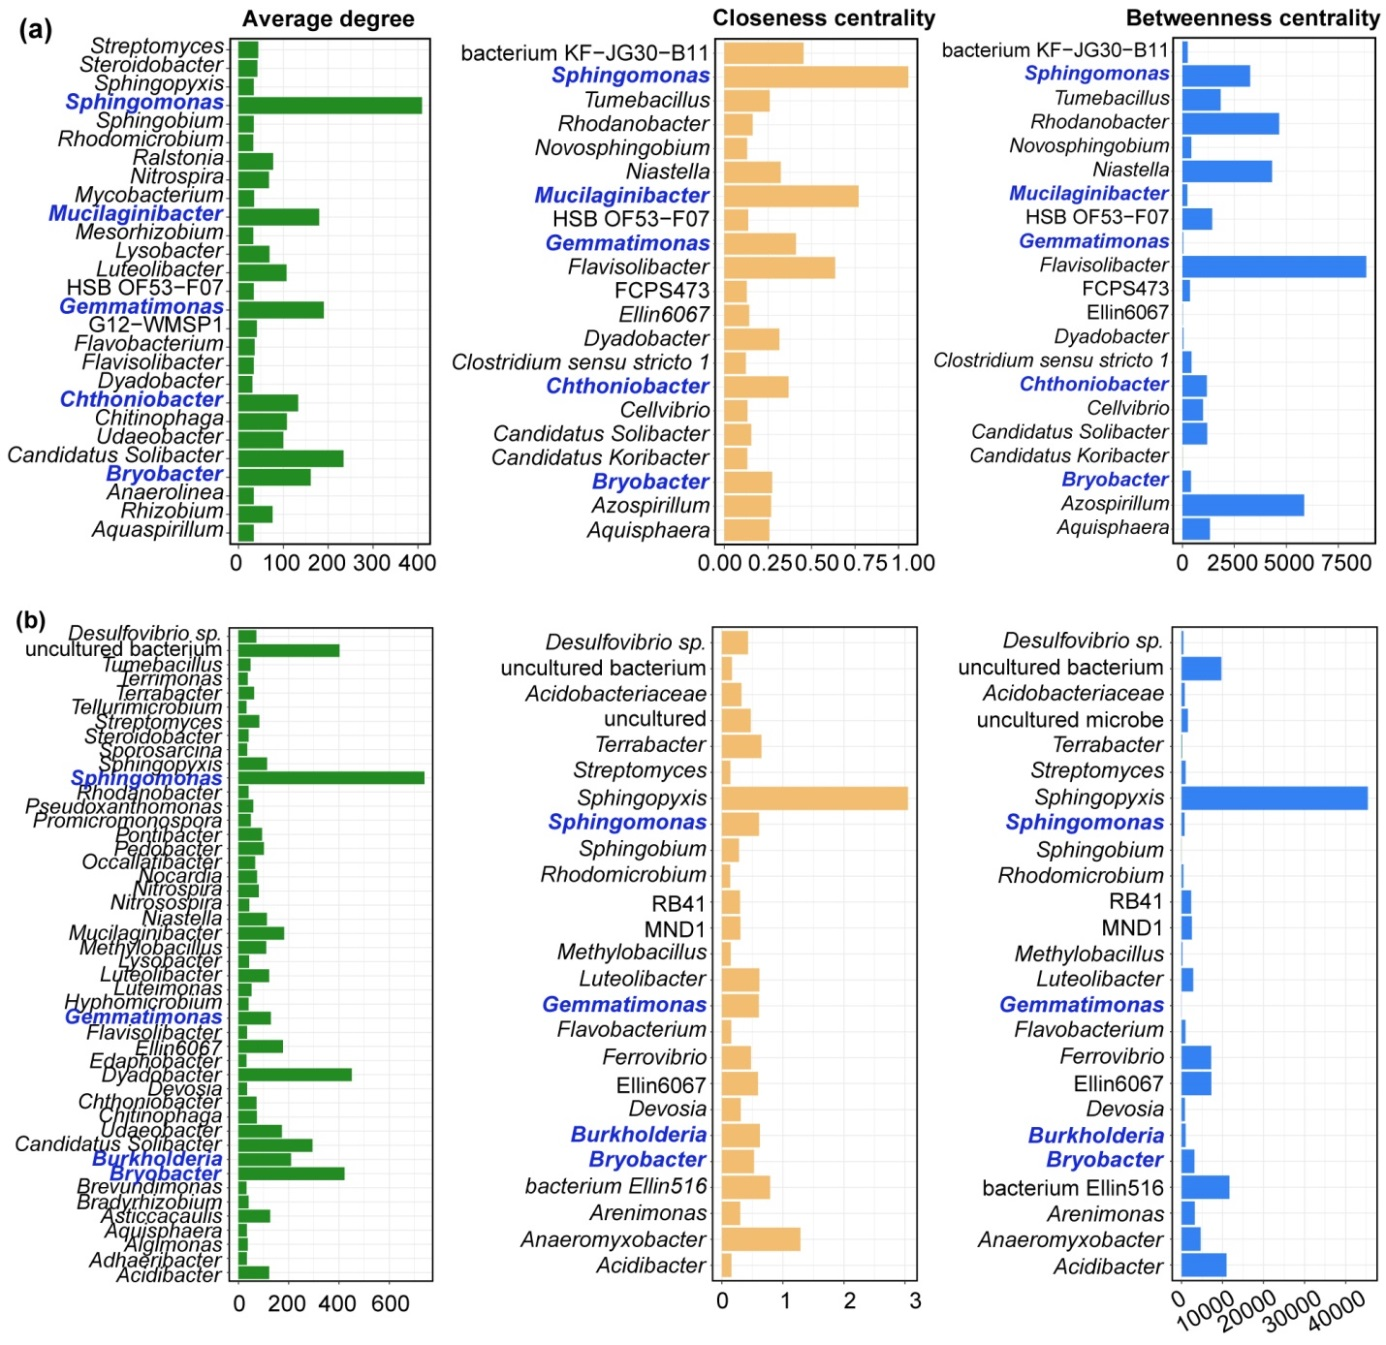 (a)
Average degree
Streptomyces
Steroidobacter
Sphingopyxis
Sphingomonas
Sphingobium
Rhodomicrobium
Ralstonia
Nitrospira
Mycobacterium
Mucilaginibacter
Mesorhizobium
Lysobacter
Luteolibacter
HSB OF53−F07
Gemmatimonas
G12−WMSP1
Flavobacterium
Flavisolibacter
Dyadobacter
Chthoniobacter
Chitinophaga
Udaeobacter
Candidatus Solibacter
Bryobacter
Anaerolinea
Rhizobium
Aquaspirillum
0 100 200 300 400
Closeness centrality
bacterium KF−JG30−B11
Sphingomonas
Tumebacillus
Rhodanobacter
Novosphingobium
Niastella
Mucilaginibacter
HSB OF53−F07
Gemmatimonas
Flavisolibacter
FCPS473
Ellin6067
Dyadobacter
Clostridium sensu stricto 1
Chthoniobacter
Cellvibrio
Candidatus Solibacter
Candidatus Koribacter
Bryobacter
Azospirillum
Aquisphaera
0.00 0.25 0.50 0.75 1.00
Betweenness centrality
bacterium KF−JG30−B11
Sphingomonas
Tumebacillus
Rhodanobacter
Novosphingobium
Niastella
Mucilaginibacter
HSB OF53−F07
Gemmatimonas
Flavisolibacter
FCPS473
Ellin6067
Dyadobacter
Clostridium sensu stricto 1
Chthoniobacter
Cellvibrio
Candidatus Solibacter
Candidatus Koribacter
Bryobacter
Azospirillum
Aquisphaera
0 2500 5000 7500
(b)
Desulfovibrio sp.
uncultured bacterium
Tumebacillus
Terrimonas
Terrabacter
Tellurimicrobium
Streptomyces
Steroidobacter
Sporosarcina
Sphingopyxis
Sphingomonas
Rhodanobacter
Pseudoxanthomonas
Promicromonospora
Pontibacter
Pedobacter
Occallatibacter
Nocardia
Nitrospira
Nitrosospira
Niastella
Mucilaginibacter
Methylobacillus
Lysobacter
Luteolibacter
Luteimonas
Hyphomicrobium
Gemmatimonas
Flavisolibacter
Ellin6067
Edaphobacter
Dyadobacter
Devosia
Chthoniobacter
Chitinophaga
Udaeobacter
Candidatus Solibacter
Burkholderia
Bryobacter
Brevundimonas
Bradyrhizobium
Asticcacaulis
Aquisphaera
Algimonas
Adhaeribacter
Acidibacter
0 200 400 600
Desulfovibrio sp.
uncultured bacterium
Acidobacteriaceae
uncultured
Terrabacter
Streptomyces
Sphingopyxis
Sphingomonas
Sphingobium
Rhodomicrobium
RB41
MND1
Methylobacillus
Luteolibacter
Gemmatimonas
Flavobacterium
Ferrovibrio
Ellin6067
Devosia
Burkholderia
Bryobacter
bacterium Ellin516
Arenimonas
Anaeromyxobacter
Acidibacter
0 1 2 3
Desulfovibrio sp.
uncultured bacterium
Acidobacteriaceae
uncultured microbe
Terrabacter
Streptomyces
Sphingopyxis
Sphingomonas
Sphingobium
Rhodomicrobium
RB41
MND1
Methylobacillus
Luteolibacter
Gemmatimonas
Flavobacterium
Ferrovibrio
Ellin6067
Devosia
Burkholderia
Bryobacter
bacterium Ellin516
Arenimonas
Anaeromyxobacter
Acidibacter
0 10000 20000 30000 40000